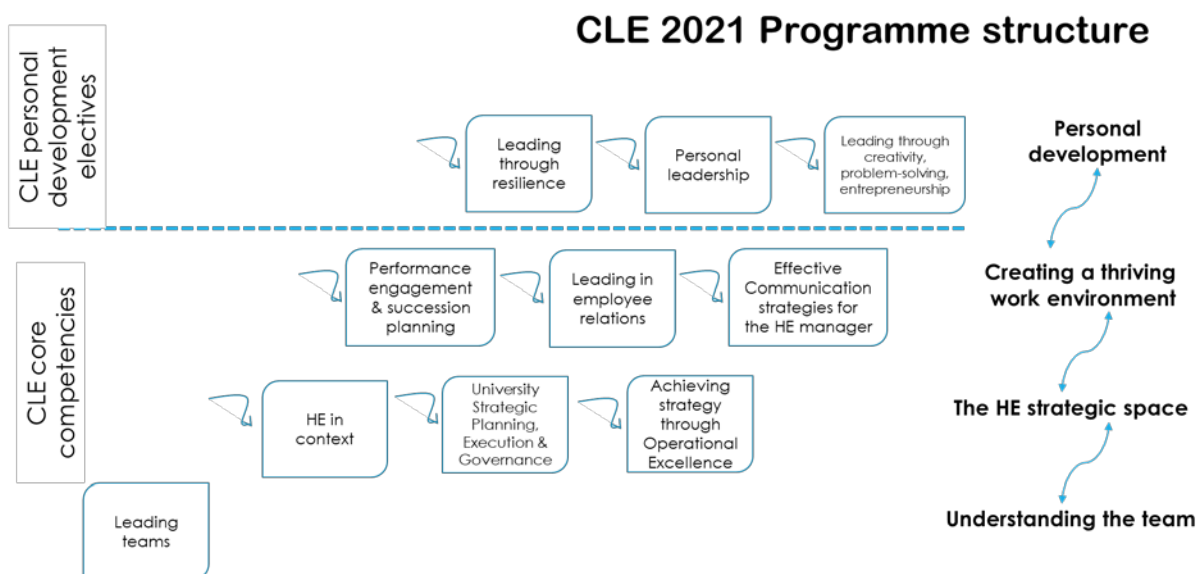 CLE 2021 Programme structure
CLE personal
development
electives
Leading
through
resilience
Personal
leadership
Leading through
creativity,
problem-solving,
entrepreneurship
Personal
development
CLE core
competencies
Performance
engagement
& succession
planning
Leading in
employee
relations
Effective
Communication
strategies for
the HE manager
Creating a thriving
work environment
HE in
context
University
Strategic
Planning,
Execution &
Governance
Achieving
strategy
through
Operational
Excellence
The HE strategic space
Leading
teams
Understanding the team